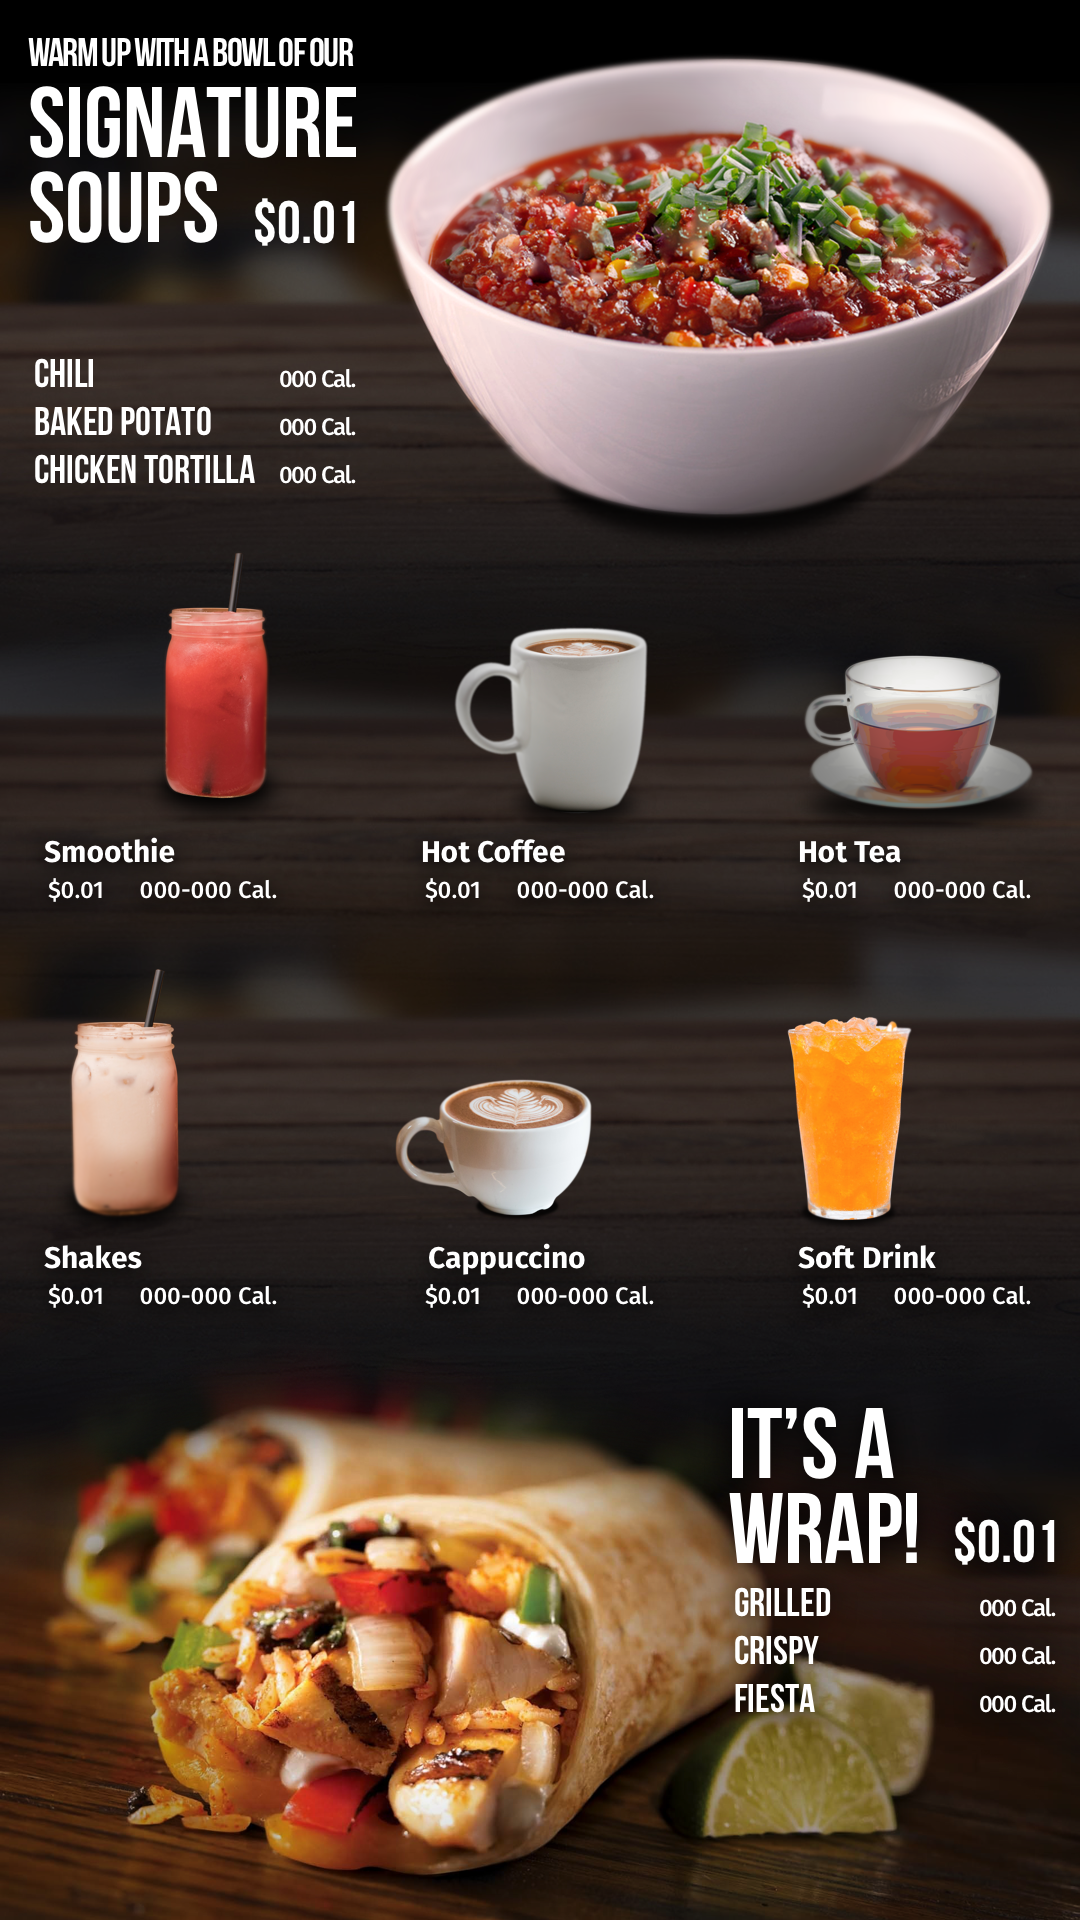 WARM UP WITH A BOWL OF OUR
SIGNATURE
SOUPS $0.01
CHILI 000 Cal.
BAKED POTATO 000 Cal.
CHICKEN TORTILLA 000 Cal.
Smoothie Hot Coffee Hot Tea
$0.01 000-000 Cal. $0.01 000-000 Cal. $0.01 000-000 Cal.
Shakes Cappuccino Soft Drink
$0.01 000-000 Cal. $0.01 000-000 Cal. $0.01 000-000 Cal.
IT’S A
WRAP! $0.01
GRILLED 000 Cal.
CRISPY 000 Cal.
FIESTA 000 Cal.